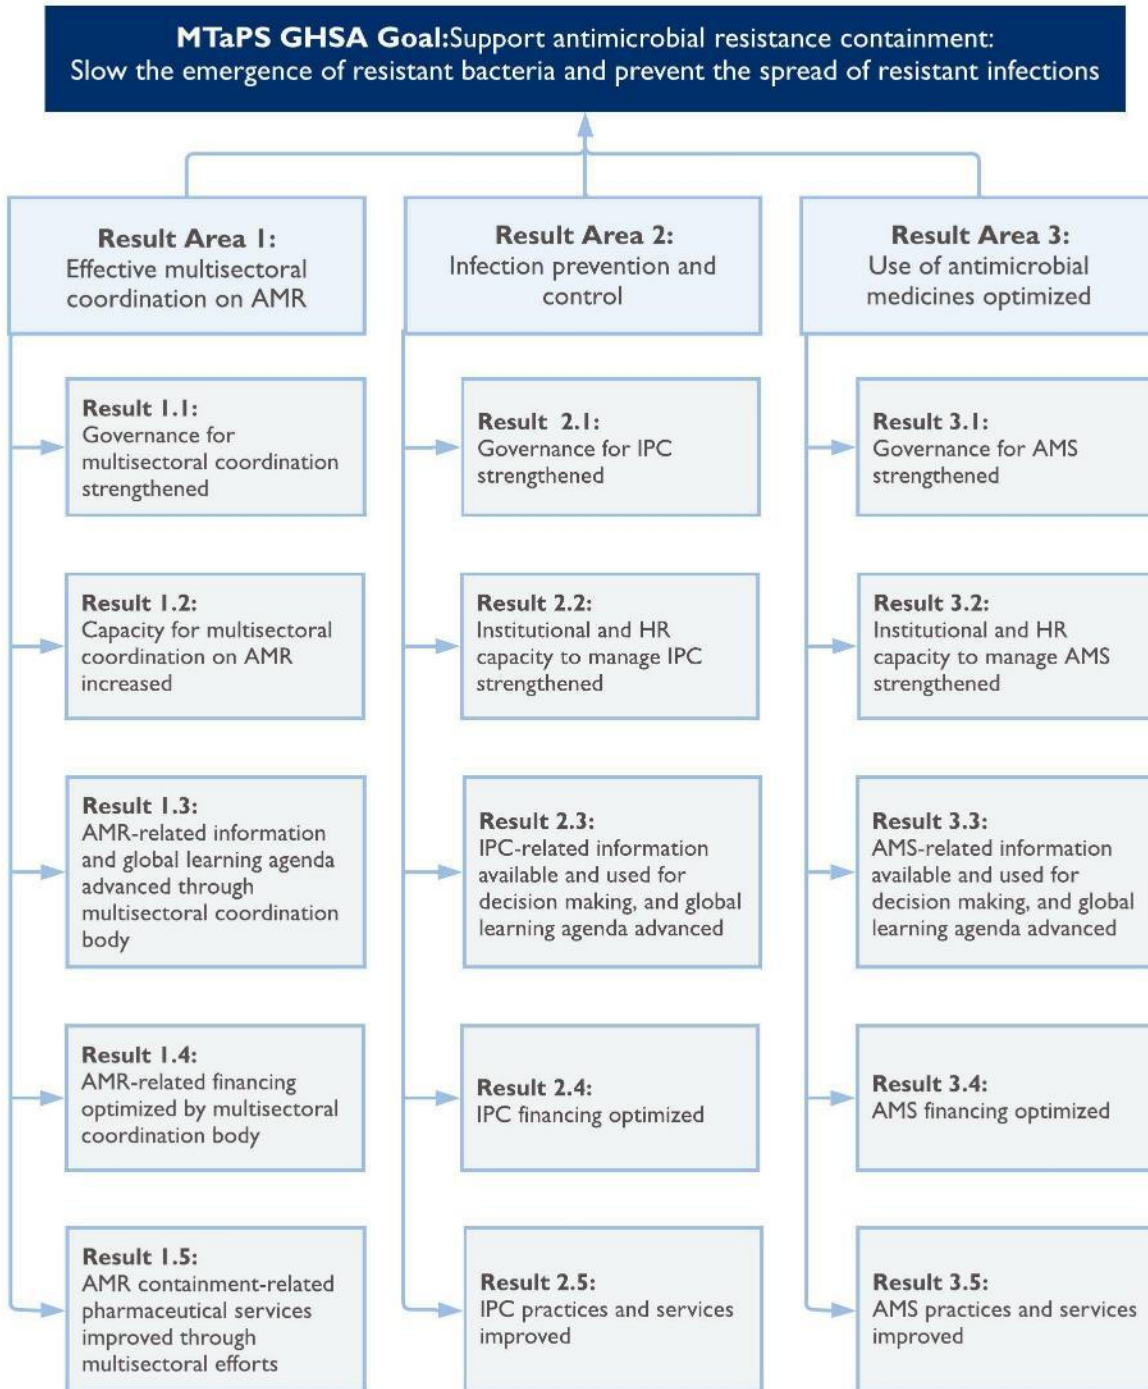 MTaPS GHSA Goal:Support antimicrobial resistance containment:
Slow the emergence of resistant bacteria and prevent the spread of resistant infections
Result Area 1:
Effective multisectoral
coordination on AMR
Result 1.1:
Governance for
multisectoral coordination
strengthened
Result 1.2:
Capacity for multisectoral
coordination on AMR
increased
Result 1.3:
AMR-related information
and global learning agenda
advanced through
multisectoral coordination
body
Result 1.4:
AMR-related financing
optimized by multisectoral
coordination body
Result 1.5:
AMR containment-related
pharmaceutical services
improved through
multisectoral efforts
Result Area 2:
Infection prevention and
control
Result 2.1:
Governance for IPC
strengthened
Result 2.2:
Institutional and HR
capacity to manage IPC
strengthened
Result 2.3:
IPC-related information
available and used for
decision making, and global
learning agenda advanced
Result 2.4:
IPC financing optimized
Result 2.5:
IPC practices and services
improved
Result Area 3:
Use of antimicrobial
medicines optimized
Result 3.1:
Governance for AMS
strengthened
Result 3.2:
Institutional and HR
capacity to manage AMS
strengthened
Result 3.3:
AMS-related information
available and used for
decision making, and global
learning agenda advanced
Result 3.4:
AMS financing optimized
Result 3.5:
AMS practices and services
improved